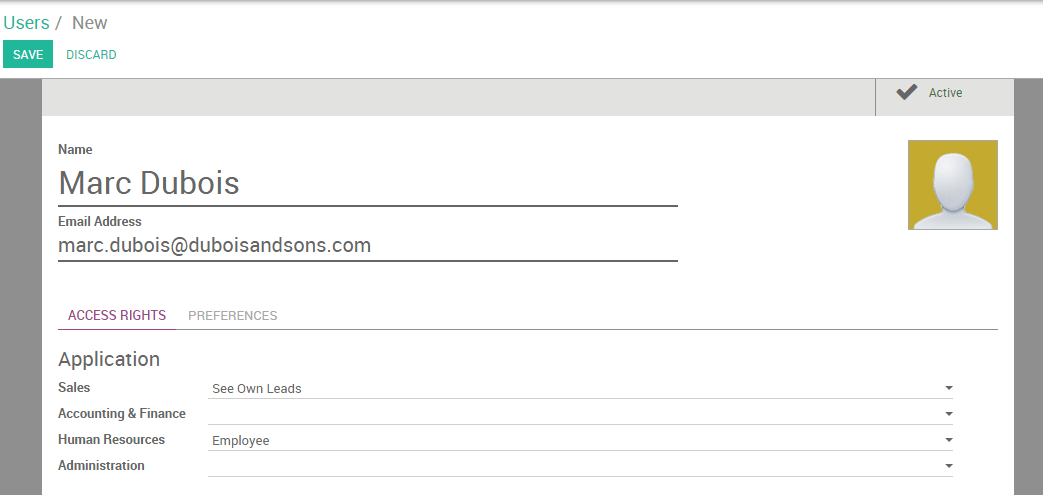 Users / New
SAVE DISCARD
Active
Name
Marc Dubois
Email Address
marc.dubois@duboisandsons.com
ACCESS RIGHTS PREFERENCES
Application
Sales See Own Leads
Accounting & Finance
Human Resources Employee
Administration